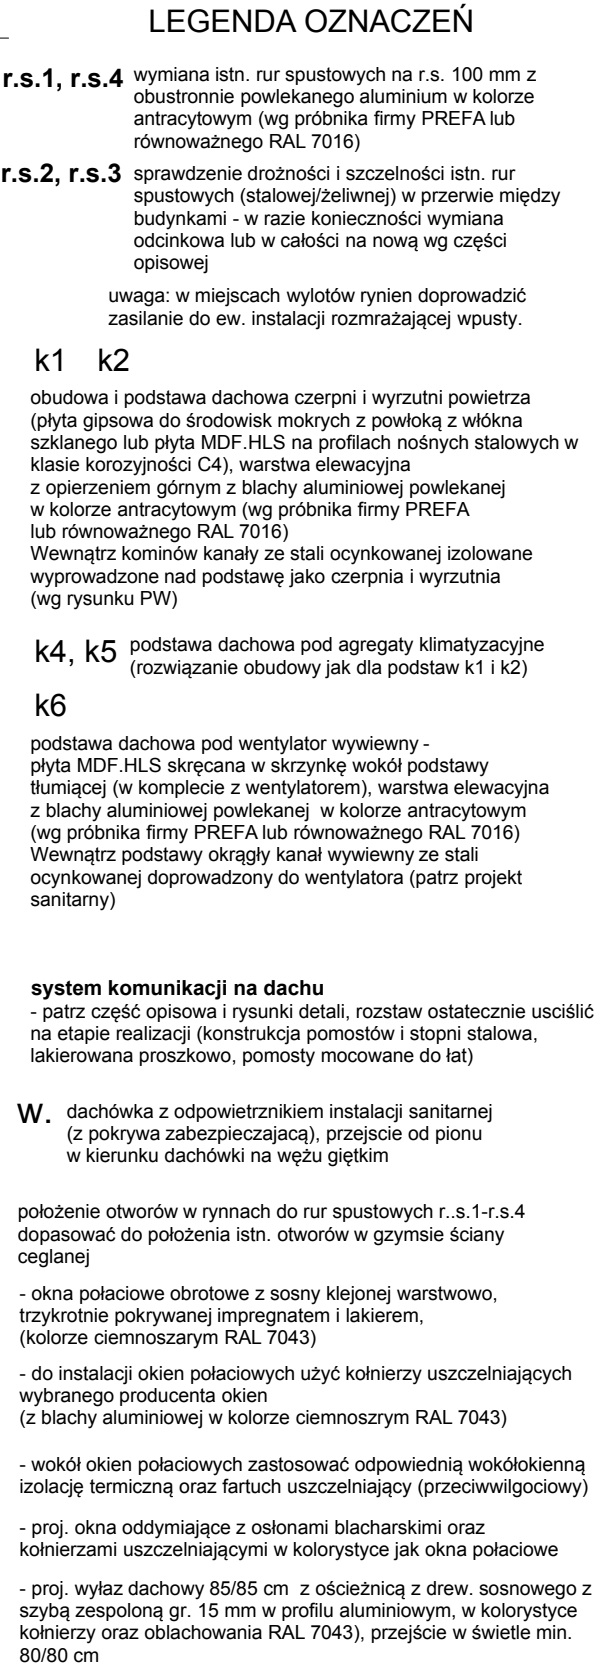 LEGENDA OZNACZEŃ
r.s.1, r.s.4 wymiana istn. rur spustowych na r.s. 100 mm z
obustronnie powlekanego aluminium w kolorze
antracytowym (wg próbnika firmy PREFA lub
równoważnego RAL 7016)
r.s.2, r.s.3 sprawdzenie drożności i szczelności istn. rur
spustowych (stalowej/żeliwnej) w przerwie między
budynkami - w razie konieczności wymiana
odcinkowa lub w całości na nową wg części
opisowej
uwaga: w miejscach wylotów rynien doprowadzić
zasilanie do ew. instalacji rozmrażającej wpusty.
k1 k2
obudowa i podstawa dachowa czerpni i wyrzutni powietrza
(płyta gipsowa do środowisk mokrych z powłoką z włókna
szklanego lub płyta MDF.HLS na profilach nośnych stalowych w
klasie korozyjności C4), warstwa elewacyjna
z opierzeniem górnym z blachy aluminiowej powlekanej
w kolorze antracytowym (wg próbnika firmy PREFA
lub równoważnego RAL 7016)
Wewnątrz kominów kanały ze stali ocynkowanej izolowane
wyprowadzone nad podstawę jako czerpnia i wyrzutnia
(wg rysunku PW)
k4, k5 podstawa dachowa pod agregaty klimatyzacyjne
(rozwiązanie obudowy jak dla podstaw k1 i k2)
k6
podstawa dachowa pod wentylator wywiewny -
płyta MDF.HLS skręcana w skrzynkę wokół podstawy
tłumiącej (w komplecie z wentylatorem), warstwa elewacyjna
z blachy aluminiowej powlekanej w kolorze antracytowym
(wg próbnika firmy PREFA lub równoważnego RAL 7016)
Wewnątrz podstawy okrągły kanał wywiewny ze stali
ocynkowanej doprowadzony do wentylatora (patrz projekt
sanitarny)
system komunikacji na dachu
- patrz część opisowa i rysunki detali, rozstaw ostatecznie usciślić
na etapie realizacji (konstrukcja pomostów i stopni stalowa,
lakierowana proszkowo, pomosty mocowane do łat)
w. dachówka z odpowietrznikiem instalacji sanitarnej
(z pokrywa zabezpieczajacą), przejscie od pionu
w kierunku dachówki na wężu giętkim
położenie otworów w rynnach do rur spustowych r..s.1-r.s.4
dopasować do położenia istn. otworów w gzymsie ściany
ceglanej
- okna połaciowe obrotowe z sosny klejonej warstwowo,
trzykrotnie pokrywanej impregnatem i lakierem,
(kolorze ciemnoszarym RAL 7043)
- do instalacji okien połaciowych użyć kołnierzy uszczelniających
wybranego producenta okien
(z blachy aluminiowej w kolorze ciemnoszrym RAL 7043)
- wokół okien połaciowych zastosować odpowiednią wokółokienną
izolację termiczną oraz fartuch uszczelniający (przeciwwilgociowy)
- proj. okna oddymiające z osłonami blacharskimi oraz
kołnierzami uszczelniającymi w kolorystyce jak okna połaciowe
- proj. wyłaz dachowy 85/85 cm z ościeżnicą z drew. sosnowego z
szybą zespoloną gr. 15 mm w profilu aluminiowym, w kolorystyce
kołnierzy oraz oblachowania RAL 7043), przejście w świetle min.
80/80 cm